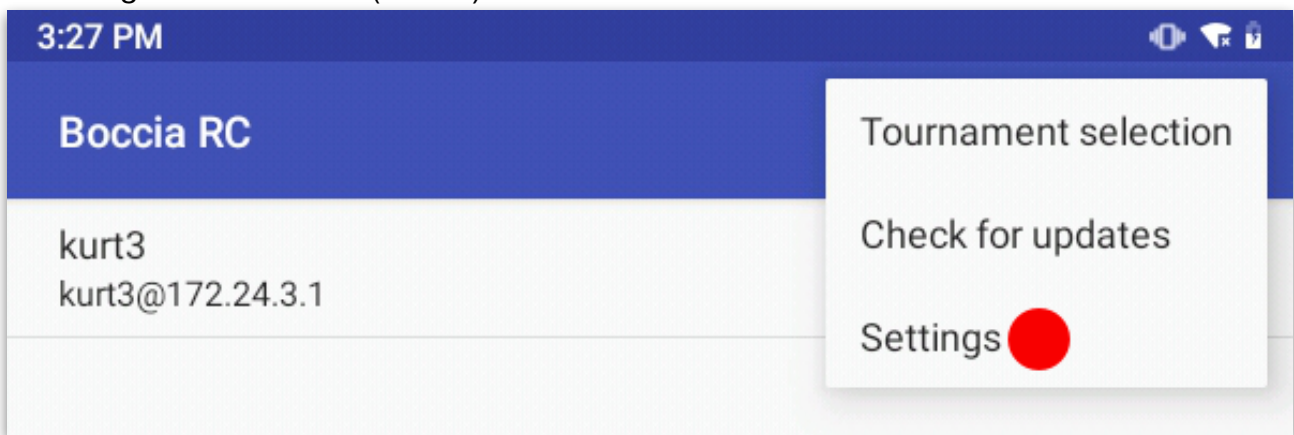 3:27 PM
Boccia RC
Tournament selection
Check for updates
Settings
kurt3
kurt3@172.24.3.1